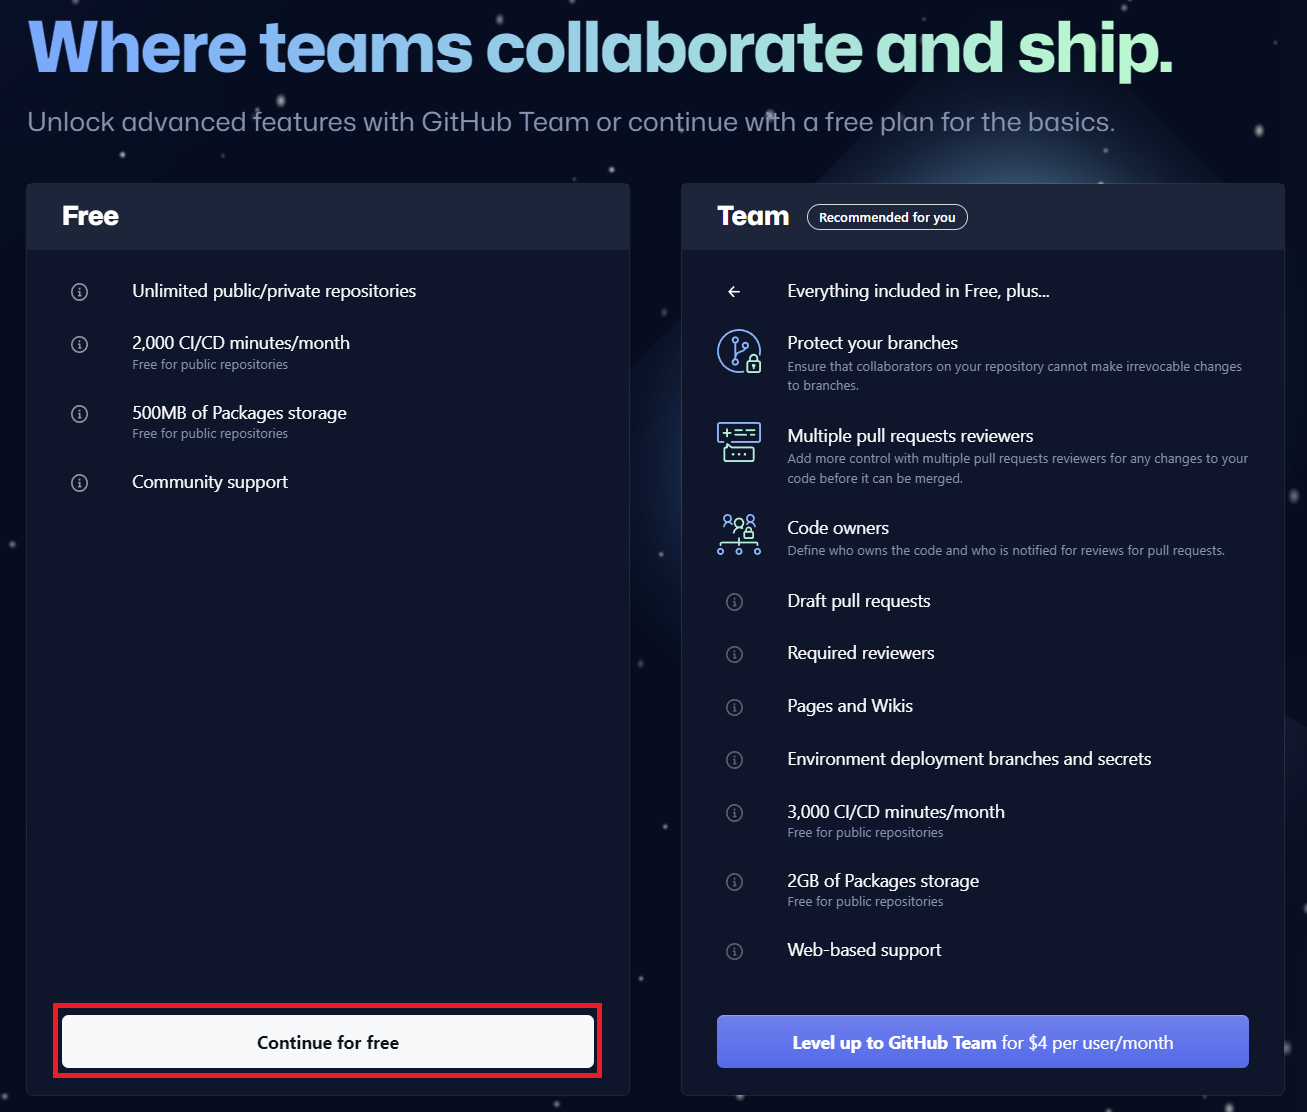 Where teams collaborate and ship.
Unlock advanced features with GitHub Team or continue with a free plan for the basics.
Free
Unlimited public/private repositories
2,000 CI/CD minutes/month
Free for public repositories
500MB of Packages storage
Free for public repositories
Community support
Continue for free
Team
Recommended for you
Everything included in Free, plus...
Protect your branches
Ensure that collaborators on your repository cannot make irrevocable changes
to branches.
Multiple pull requests reviewers
Add more control with multiple pull requests reviewers for any changes to your
code before it can be merged.
Code owners
Define who owns the code and who is notified for reviews for pull requests.
Draft pull requests
Required reviewers
Pages and Wikis
Environment deployment branches and secrets
3,000 CI/CD minutes/month
Free for public repositories
2GB of Packages storage
Free for public repositories
Web-based support
Level up to GitHub Team for $4 per user/month